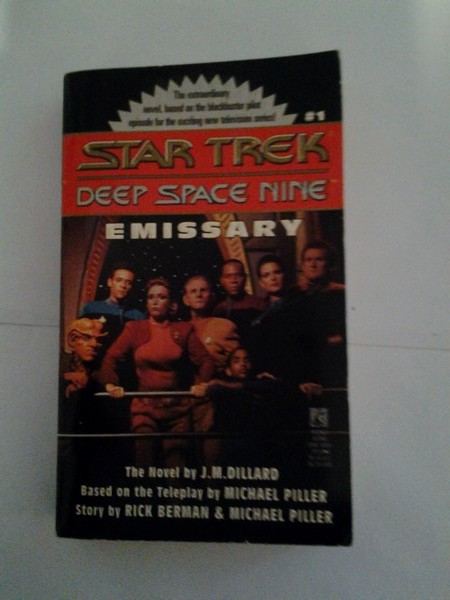 The extraordinary
novel, based on the blockbuster pilot
episode for the exciting new television series!
#1
STAR TREK
DEEP SPACE NINE
EMISSARY
The Novel by J.M. DILLARD
Based on the Teleplay by MICHAEL PILLER
Story by RICK BERMAN & MICHAEL PILLER